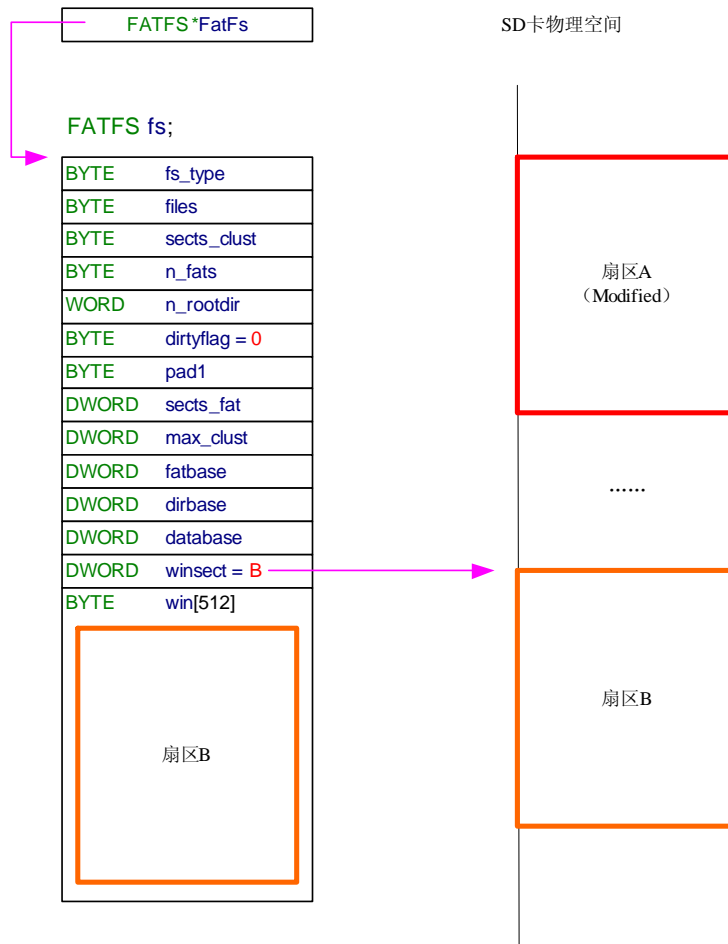 FATFS *FatFs
SD卡物理空间
FATFS fs;
BYTE fs_type
BYTE files
BYTE sects_clust
BYTE n_fats
WORD n_rootdir
BYTE dirtyflag = 0
BYTE pad1
DWORD sects_fat
DWORD max_clust
DWORD fatbase
DWORD dirbase
DWORD database
DWORD winsect = B
BYTE win[512]
扇区B
扇区A
（Modified）
......
扇区B